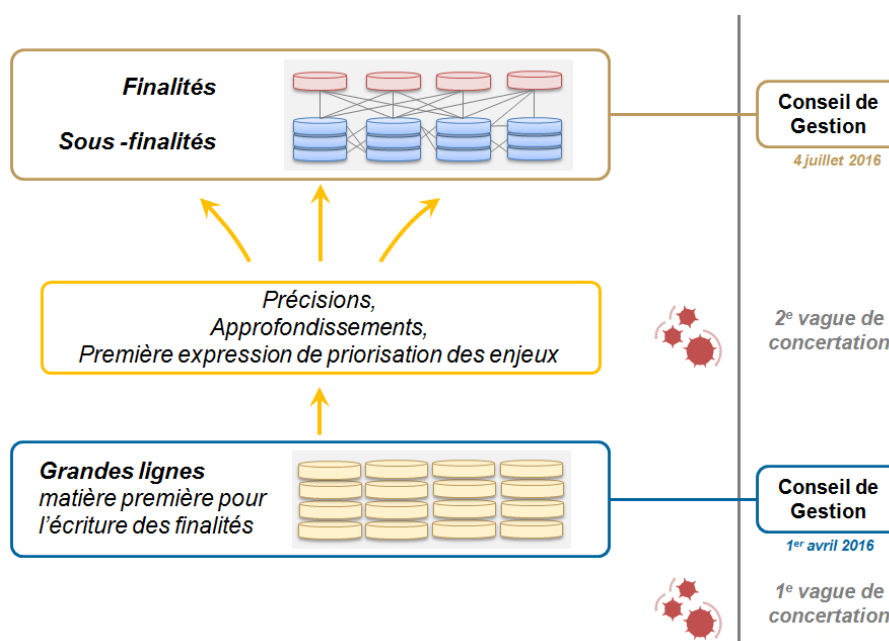 Finalités
Sous -finalités
Conseil de
Gestion
4 juillet 2016
Précisions,
Approfondissements,
Première expression de priorisation des enjeux
2e vague de
concertation
Grandes lignes
matière première pour
l'écriture des finalités
Conseil de
Gestion
1er avril 2016
1e vague de
concertation